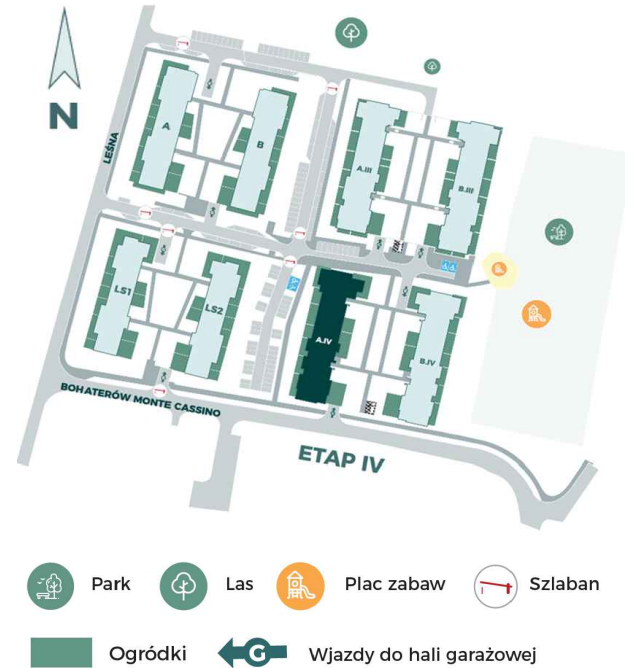 N
LEŚNA
A
B
A.III
B.III
LS1
LS2
A.IV
B.IV
BOHATERÓW MONTE CASSINO
ETAP IV
Park
Las
Plac zabaw
Szlaban
Ogródki
G
Wjazdy do hali garażowej